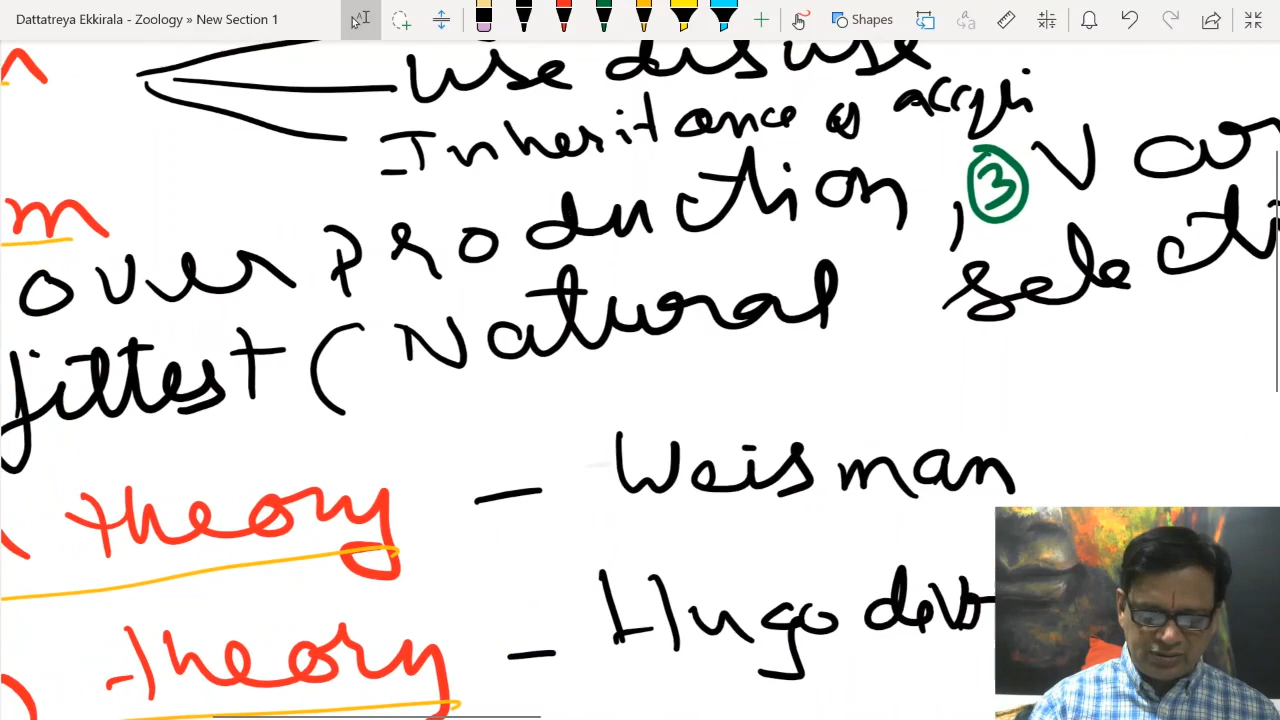 Dattatreya Ekkirala - Zoology » New Section 1
Shapes
n
use disuse
Inheritance of acqui
m
over production , ③ Var
fittest ( Natural selecti
theory - Weisman
theory - Hugo devr